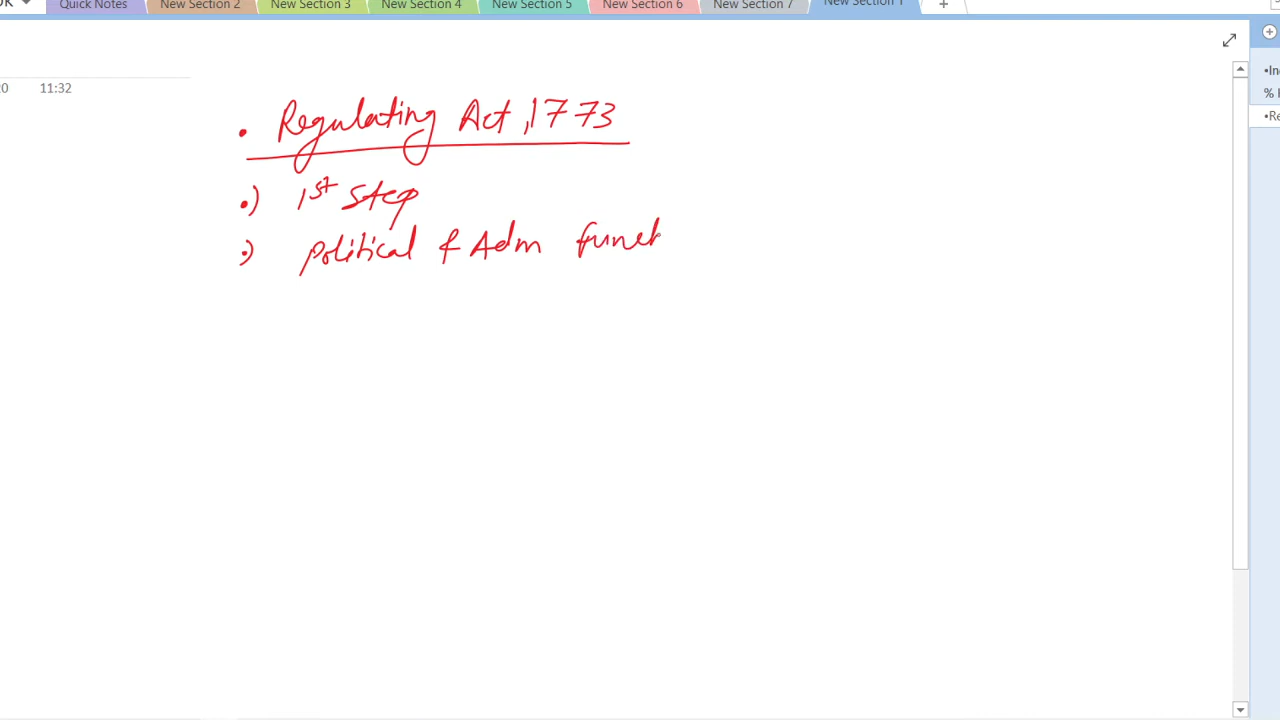 Quick Notes New Section 2 New Section 3 New Section 4 New Section 5 New Section 6 New Section 7 New Section 1 +
11:32
• Regulating Act, 1773
•) 1st Step
•) Political & Adm funct
%